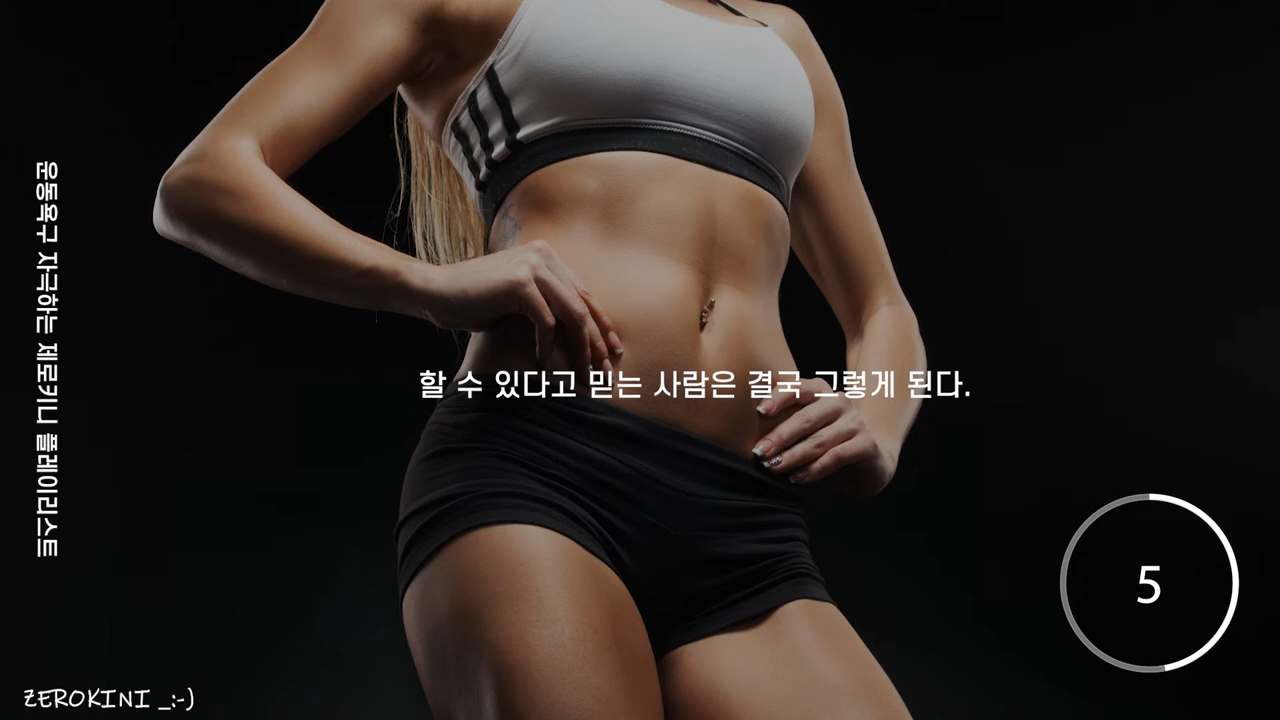 운동욕구 자극하는 제로키니 플레이리스트
할 수 있다고 믿는 사람은 결국 그렇게 된다.
5
ZEROKINI _:-)